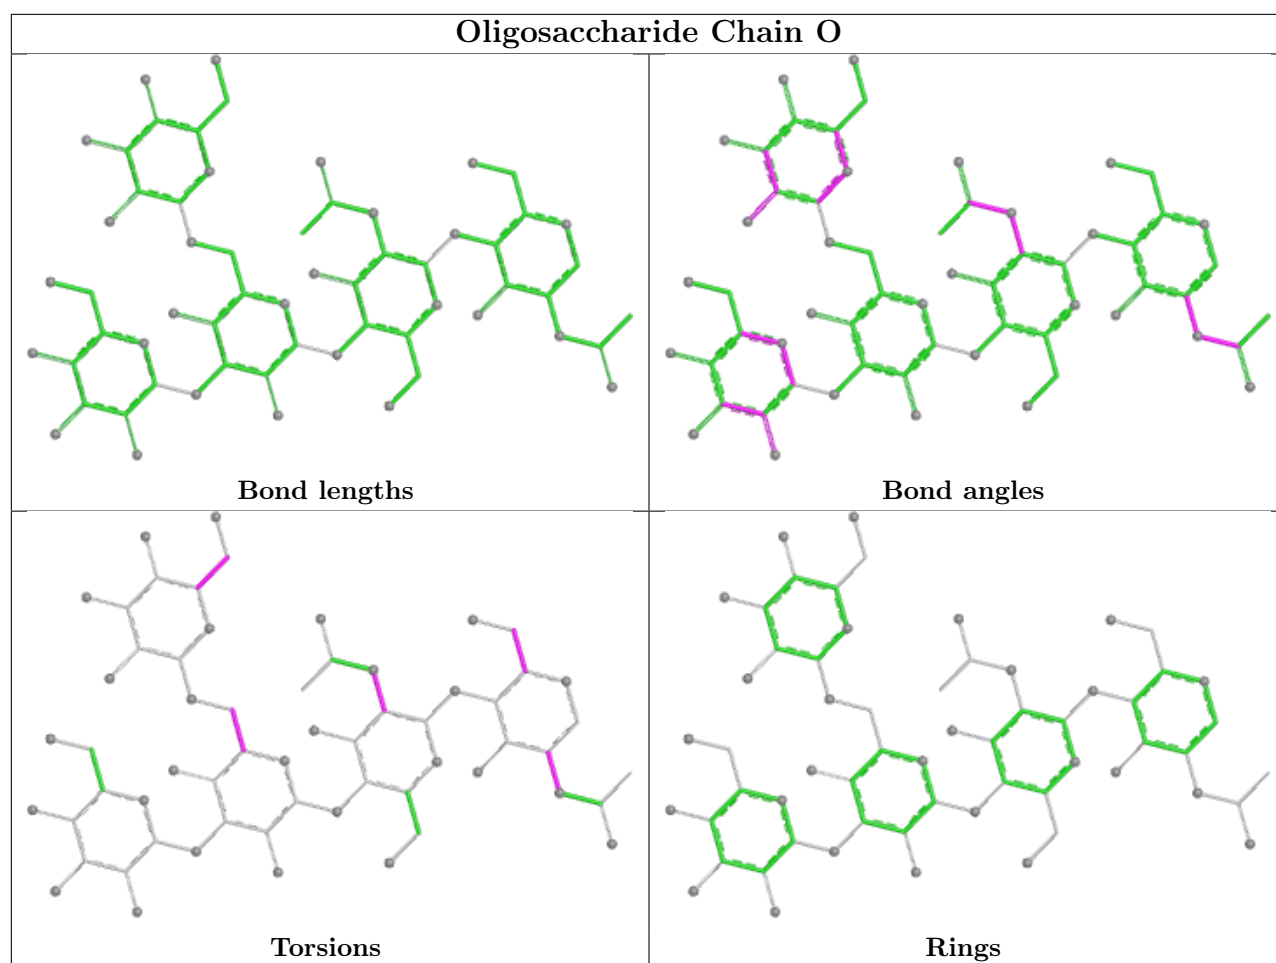 Oligosaccharide Chain O
Bond lengths
Bond angles
Torsions
Rings